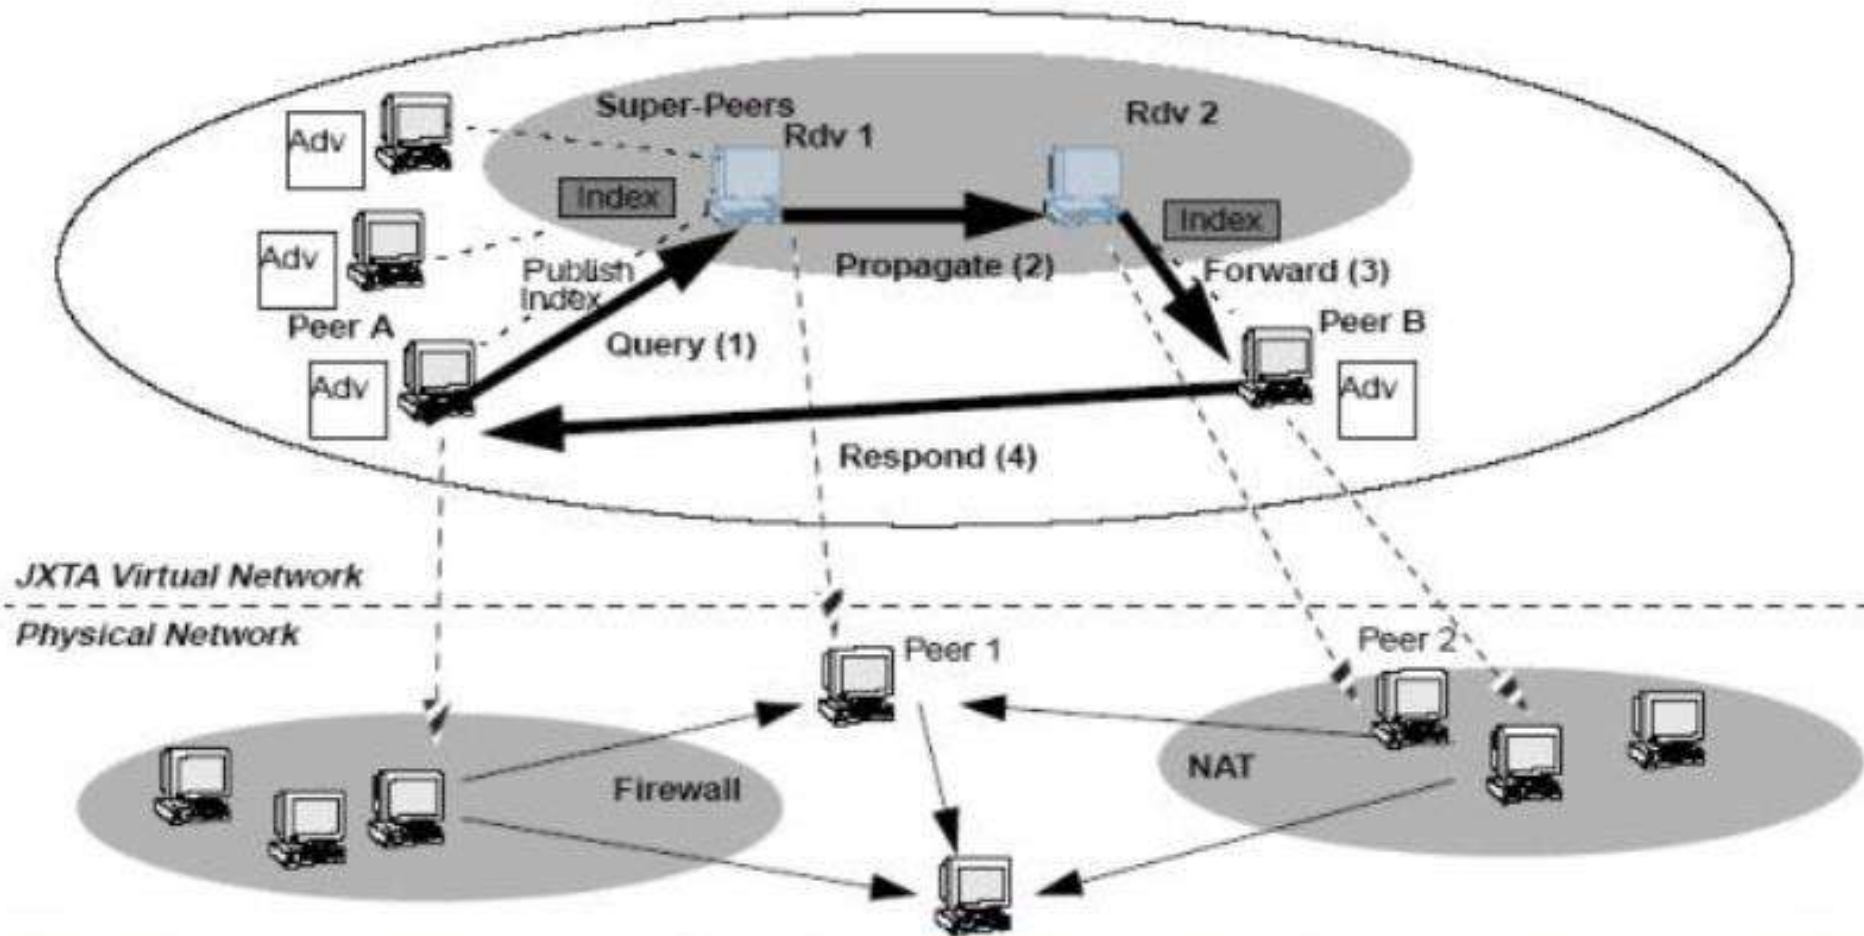 Super-Peers
Rdv 1
Rdv 2
Adv
Index
Index
Adv
Publish
Index
Propagate (2)
Forward (3)
Peer A
Query (1)
Peer B
Adv
Adv
Respond (4)
JXTA Virtual Network
Physical Network
Peer 1
Peer 2
Firewall
NAT